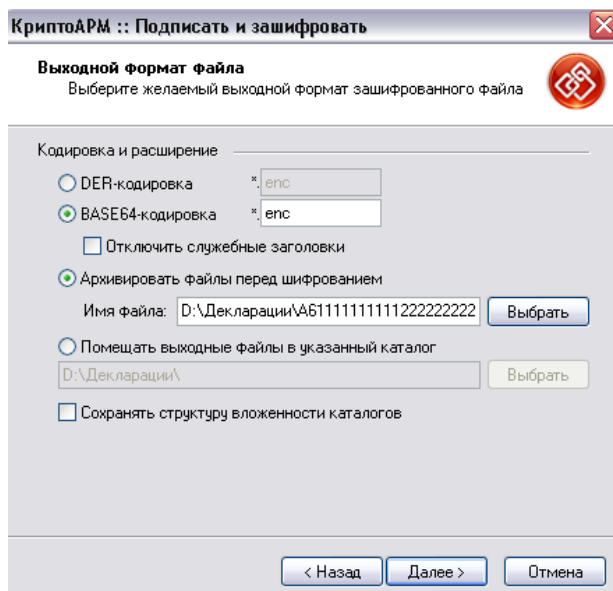 КриптоАРМ :: Подписать и зашифровать
Выходной формат файла
Выберите желаемый выходной формат зашифрованного файла
Кодировка и расширение
DER-кодировка *. enc
BASE64-кодировка *. enc
Отключить служебные заголовки
Архивировать файлы перед шифрованием
Имя файла: D:\Декларации\А61111111111222222222 Выбрать
Помещать выходные файлы в указанный каталог
D:\Декларации\ Выбрать
Сохранять структуру вложенности каталогов
< Назад Далее > Отмена